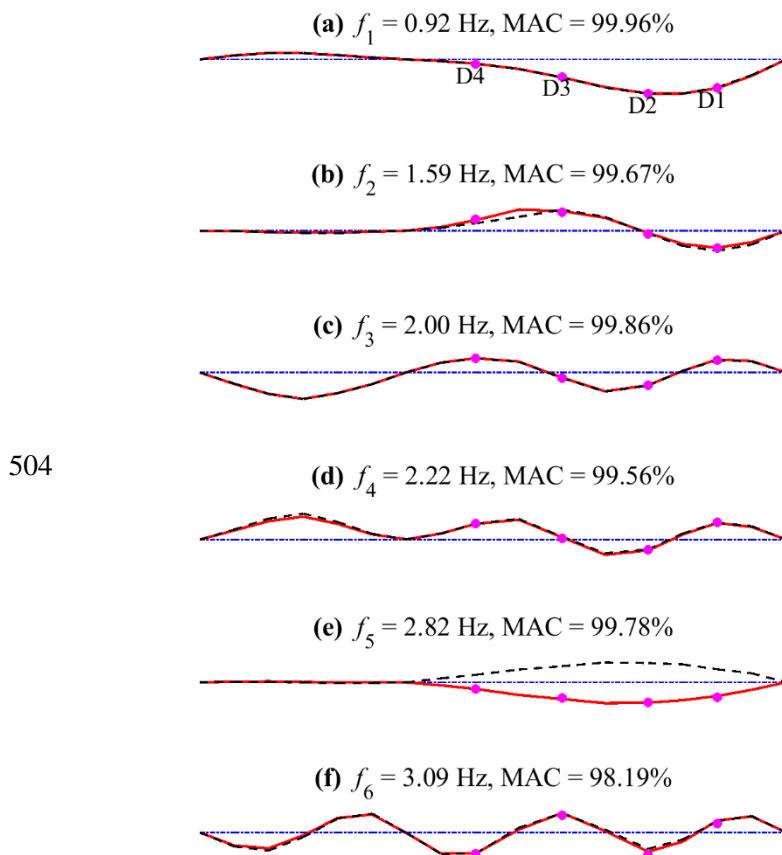 (a) f₁ = 0.92 Hz, MAC = 99.96%
D4 D3 D2 D1
(b) f₂ = 1.59 Hz, MAC = 99.67%
(c) f₃ = 2.00 Hz, MAC = 99.86%
504
(d) f₄ = 2.22 Hz, MAC = 99.56%
(e) f₅ = 2.82 Hz, MAC = 99.78%
(f) f₆ = 3.09 Hz, MAC = 98.19%